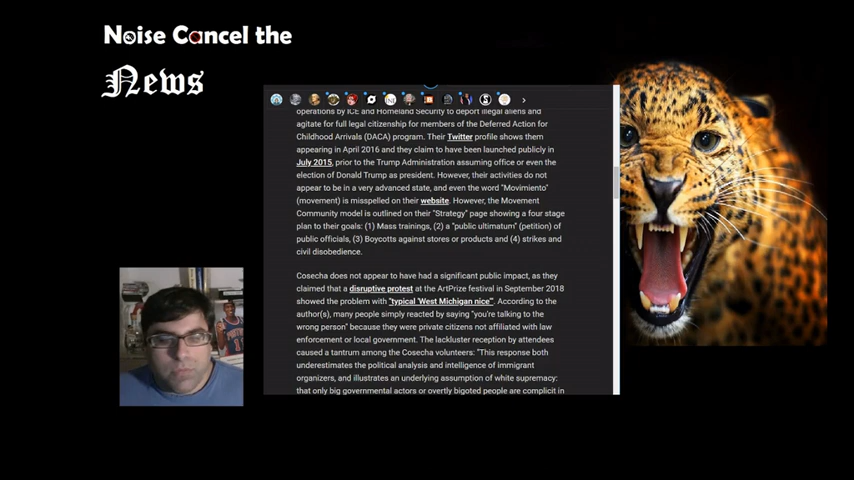 Noise Cancel the
News
operations by ICE and Homeland Security to deport illegal aliens and
agitate for full legal citizenship for members of the Deferred Action for
Childhood Arrivals (DACA) program. Their Twitter profile shows them
appearing in April 2016 and they claim to have been launched publicly in
July 2015, prior to the Trump Administration assuming office or even the
election of Donald Trump as president. However, their activities do not
appear to be in a very advanced state, and even the word "Movimiento"
(movement) is misspelled on their website. However, the Movement
Community model is outlined on their "Strategy" page showing a four stage
plan to their goals: (1) Mass trainings, (2) a "public ultimatum" (petition) of
public officials, (3) Boycotts against stores or products and (4) strikes and
civil disobedience.
Cosecha does not appear to have had a significant public impact, as they
claimed that a disruptive protest at the ArtPrize festival in September 2018
showed the problem with "typical 'West Michigan nice'". According to the
author(s), many people simply reacted by saying "you're talking to the
wrong person" because they were private citizens not affiliated with law
enforcement or local government. The lackluster reception by attendees
caused a tantrum among the Cosecha volunteers: "This response both
underestimates the political analysis and intelligence of immigrant
organizers, and illustrates an underlying assumption of white supremacy:
that only big governmental actors or overtly bigoted people are complicit in